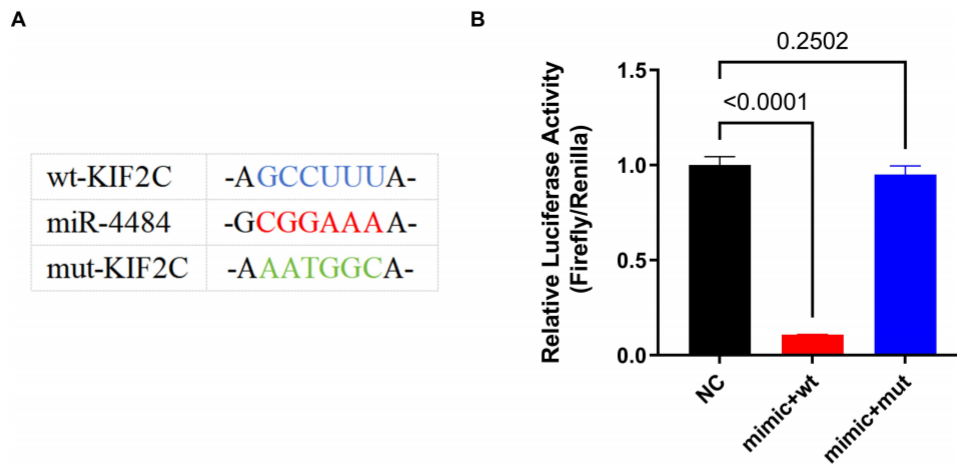 A
wt-KIF2C -AGCCUUUA-
miR-4484 -GCGGAAAA-
mut-KIF2C -AAATGGCA-
B
0.2502
<0.0001
Relative Luciferase Activity
(Firefly/Renilla)
1.5
1.0
0.5
0.0
NC
mimic+wt
mimic+mut